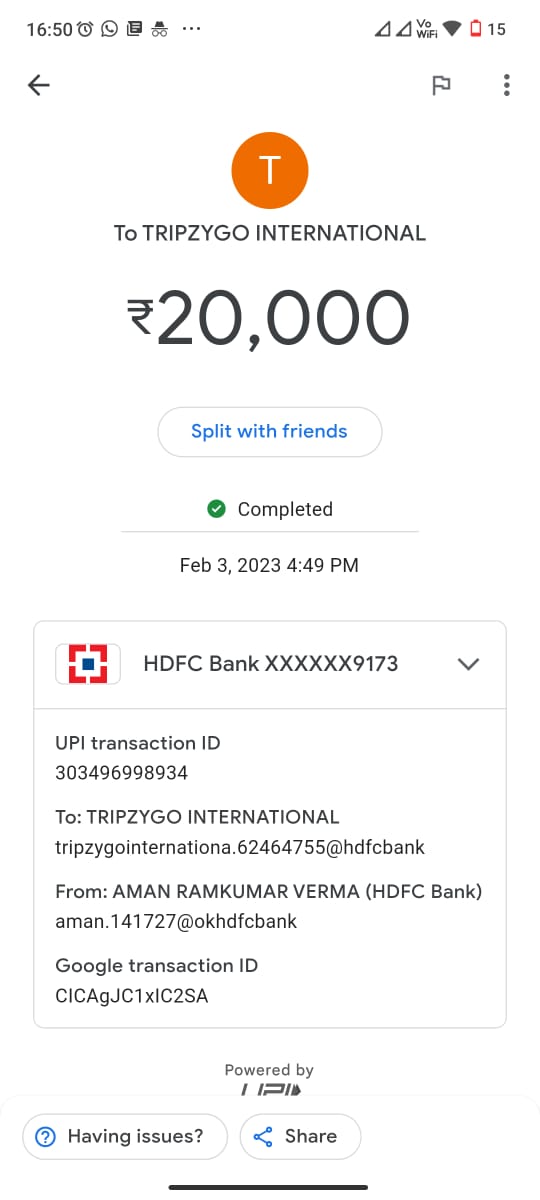 16:50
Vo
WiFi
15
T
To TRIPZYGO INTERNATIONAL
₹20,000
Split with friends
Completed
Feb 3, 2023 4:49 PM
HDFC Bank XXXXXX9173
UPI transaction ID
303496998934
To: TRIPZYGO INTERNATIONAL
tripzygointernationa.62464755@hdfcbank
From: AMAN RAMKUMAR VERMA (HDFC Bank)
aman.141727@okhdfcbank
Google transaction ID
CICAgJC1xIC2SA
Powered by
UPI
Having issues?
Share